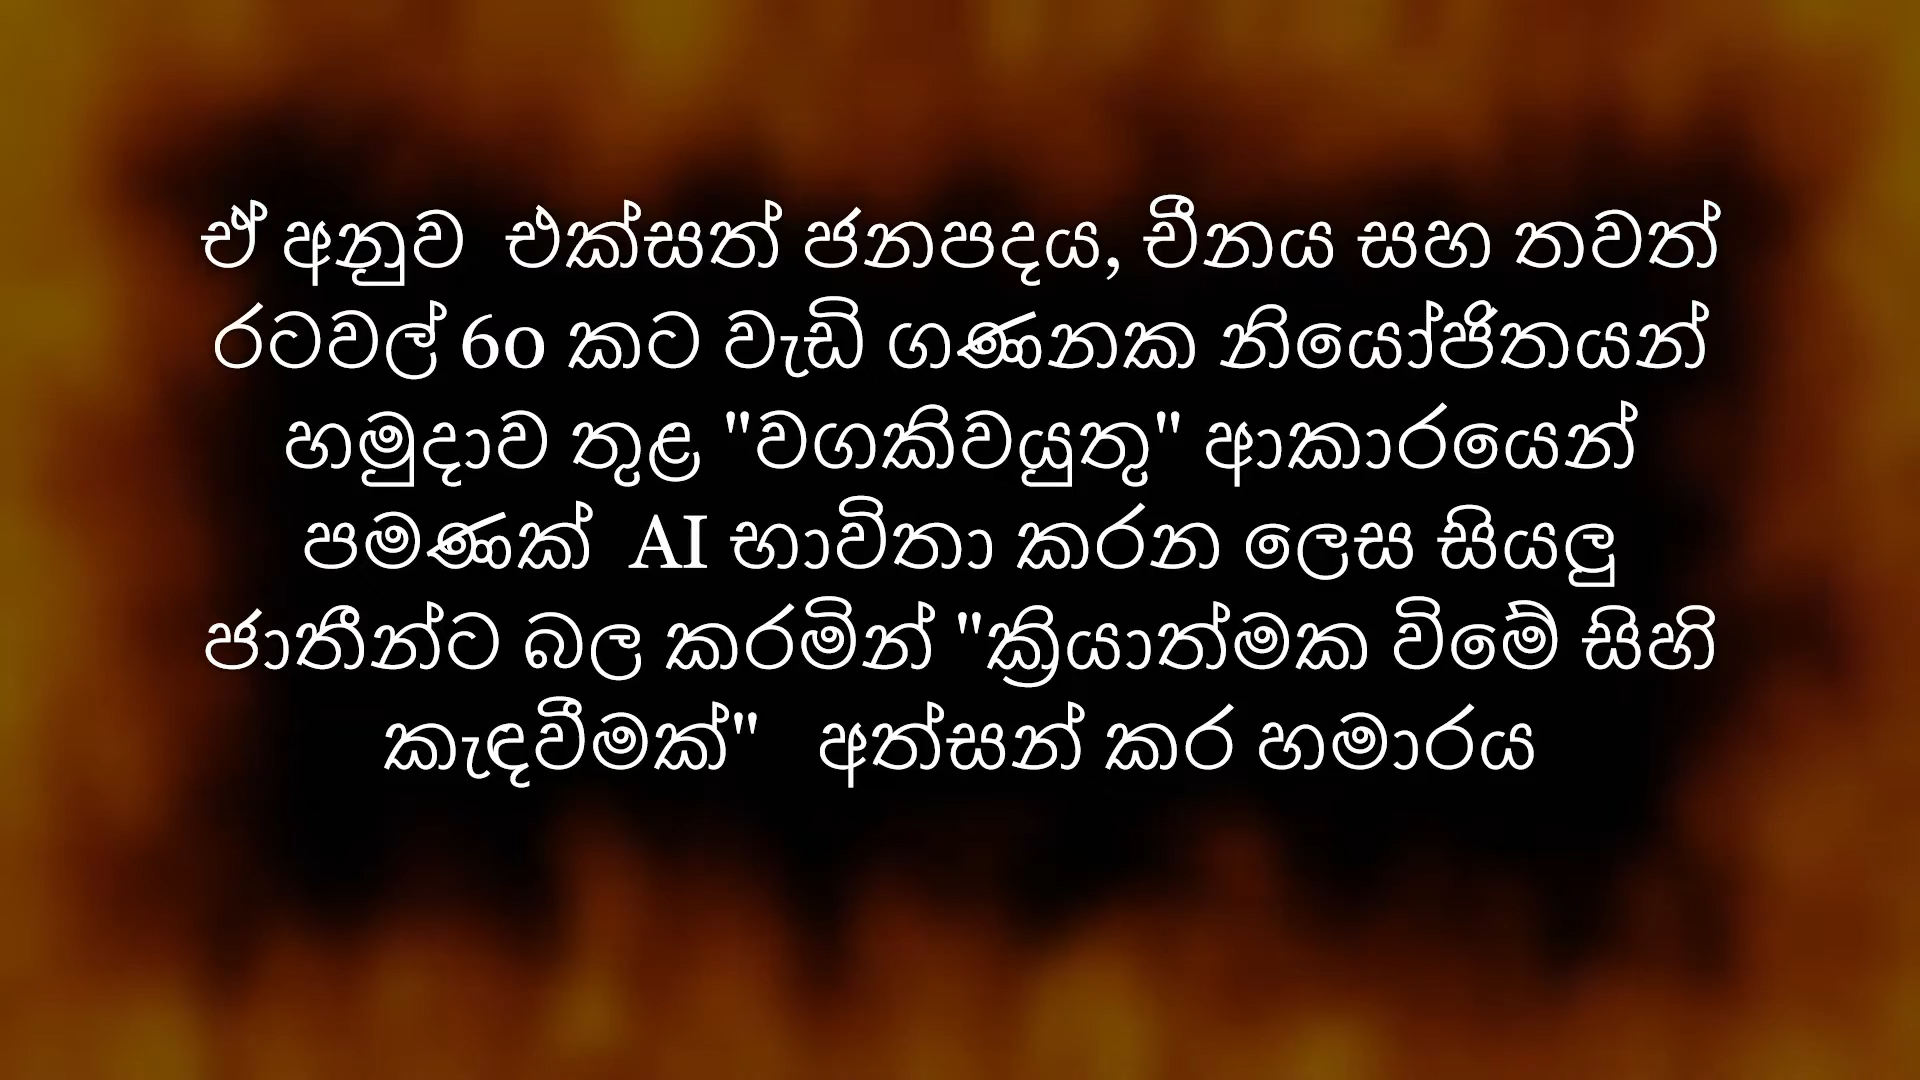 ඒ අනුව එක්සත් ජනපදය, චීනය සහ තවත්
රටවල් 60 කට වැඩි ගණනක නියෝජිතයන්
හමුදාව තුළ "වගකිවයුතු" ආකාරයෙන්
පමණක් AI භාවිතා කරන ලෙස සියලු
ජාතීන්ට බල කරමින් "ක්‍රියාත්මක විමේ සිහි
කැඳවීමක්" අත්සන් කර හමාරය